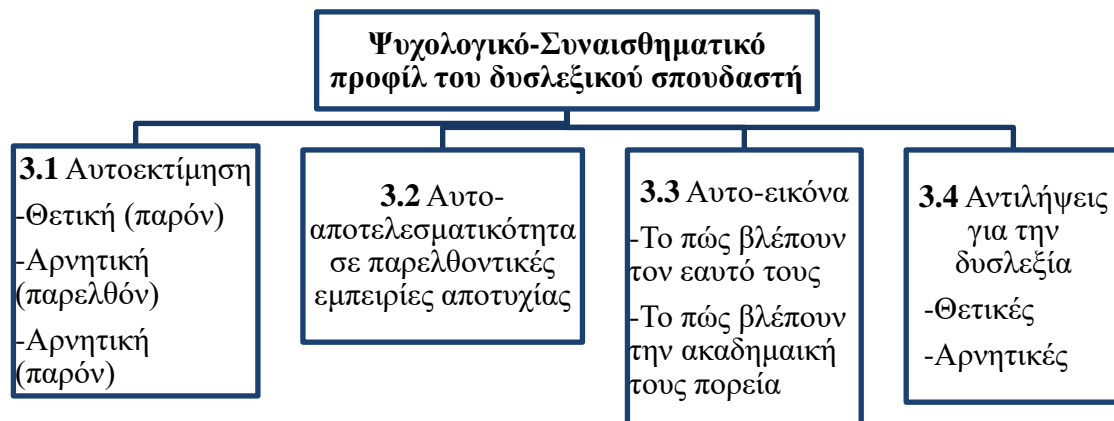 Ψυχολογικό-Συναισθηματικό
προφίλ του δυσλεξικού σπουδαστή
3.1 Αυτοεκτίμηση
-Θετική (παρόν)
-Αρνητική
(παρελθόν)
-Αρνητική
(παρόν)
3.2 Αυτο-
αποτελεσματικότητα
σε παρελθοντικές
εμπειρίες αποτυχίας
3.3 Αυτο-εικόνα
-Το πώς βλέπουν
τον εαυτό τους
-Το πώς βλέπουν
την ακαδημαική
τους πορεία
3.4 Αντιλήψεις
για την
δυσλεξία
-Θετικές
-Αρνητικές